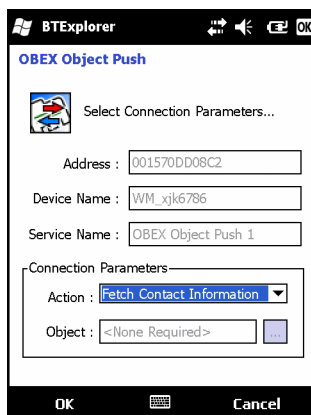 BTExplorer OK
OBEX Object Push
Select Connection Parameters...
Address : 001570DD08C2
Device Name : WM_xjk6786
Service Name : OBEX Object Push 1
Connection Parameters
Action : Fetch Contact Information
Object : <None Required> ...
OK Cancel